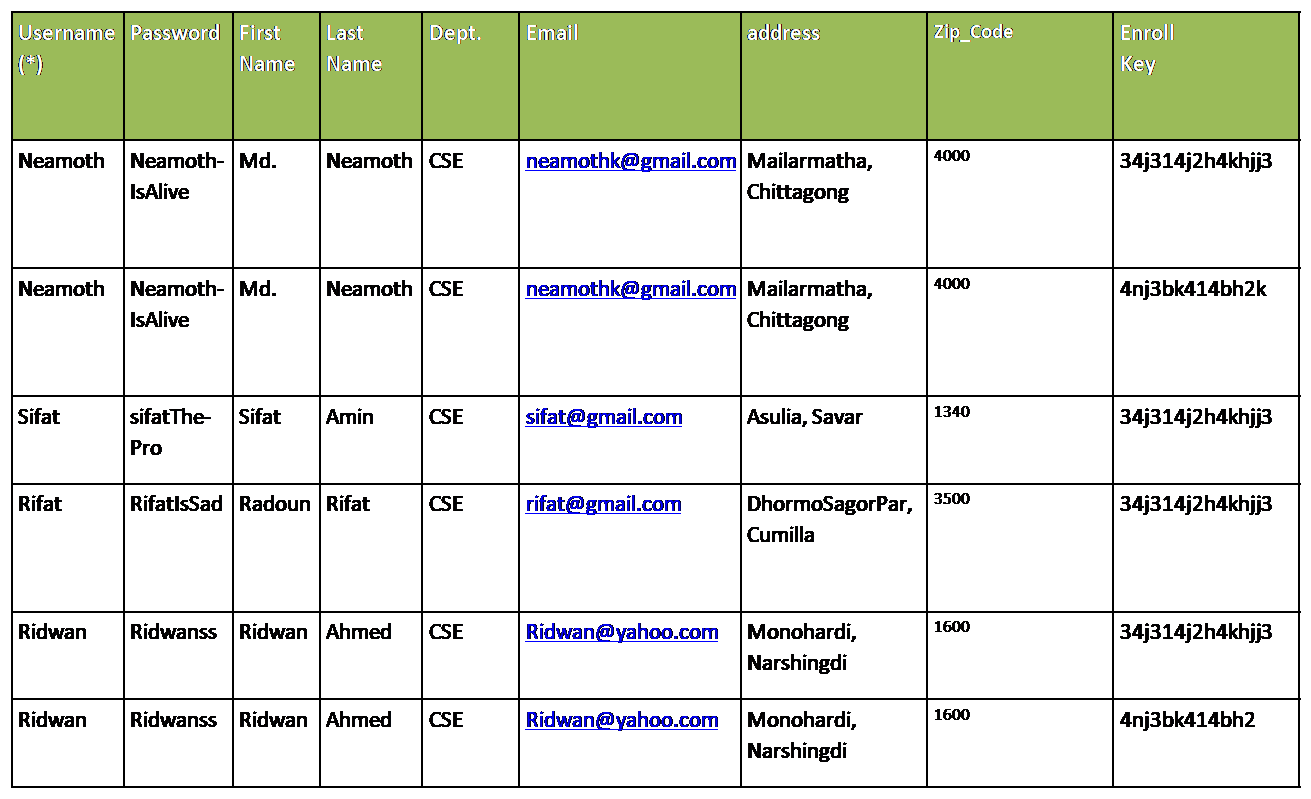 Username Password First Last Dept. Email address Zip_Code Enroll
(*) Name Name Key
Neamoth Neamoth- Md. Neamoth CSE neamothk@gmail.com Mailarmatha, 4000 34j314j2h4khjj3
IsAlive Chittagong
Neamoth Neamoth- Md. Neamoth CSE neamothk@gmail.com Mailarmatha, 4000 4nj3bk414bh2k
IsAlive Chittagong
Sifat sifatThe- Sifat Amin CSE sifat@gmail.com Asulia, Savar 1340 34j314j2h4khjj3
Pro
Rifat RifatIsSad Radoun Rifat CSE rifat@gmail.com DhormoSagorPar, 3500 34j314j2h4khjj3
Cumilla
Ridwan Ridwanss Ridwan Ahmed CSE Ridwan@yahoo.com Monohardi, 1600 34j314j2h4khjj3
Narshingdi
Ridwan Ridwanss Ridwan Ahmed CSE Ridwan@yahoo.com Monohardi, 1600 4nj3bk414bh2
Narshingdi